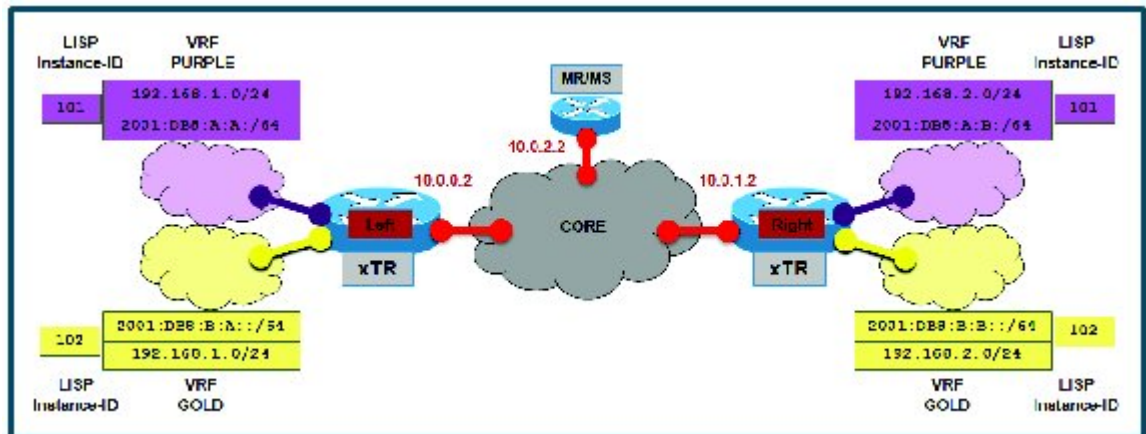 LISP
Instance-ID
VRF
PURPLE
101
192.168.1.0/24
2001:DB8:A:A:/64
MR/MS
10.0.2.2
VRF
PURPLE
LISP
Instance-ID
192.168.2.0/24
2001:DB8:A:B:/64
101
10.0.0.2
Left
xTR
CORE
10.0.1.2
Right
xTR
102
2001:DB8:B:A::/64
192.168.1.0/24
LISP
Instance-ID
VRF
GOLD
2001:DB8:B:B::/64
192.168.2.0/24
102
VRF
GOLD
LISP
Instance-ID